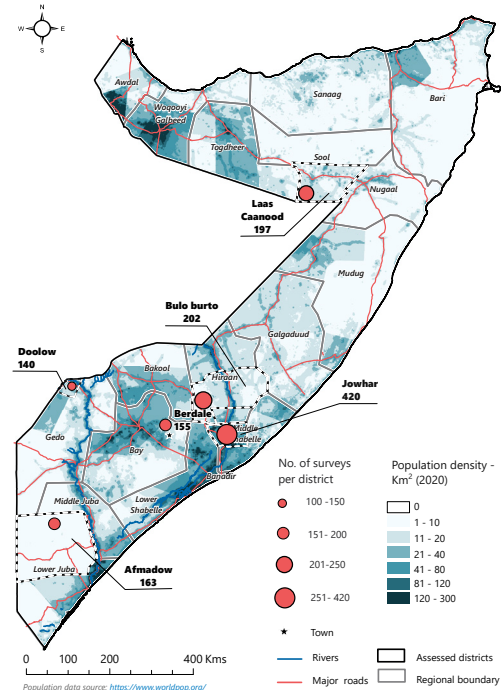 N
W E
S
Awdal
Woqooyi
Galbeed
Togdheer
Sanaag
Bari
Sool
Nugaal
Laas
Caanood
197
Mudug
Bulo burto
202
Galgaduud
Doolow
140
Bakool
Hiraan
Jowhar
420
Berdale
155
Middle
Shabelle
Gedo
Bay
Banadir
Middle Juba
Lower
Shabelle
Lower Juba
Afmadow
163
No. of surveys
per district
100 -150
151- 200
201-250
251- 420
Town
Rivers
Major roads
Population density -
Km² (2020)
0
1 - 10
11 - 20
21 - 40
41 - 80
81 - 120
120 - 300
Assessed districts
Regional boundary
0 100 200 400 Kms
Population data source: https://www.worldpop.org/